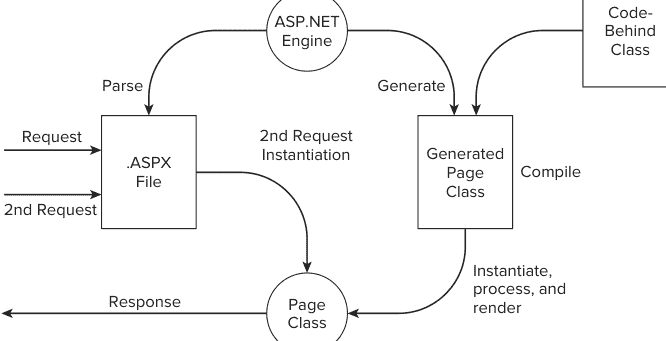 ASP.NET
Engine
Code-
Behind
Class
Parse
Generate
Request
.ASPX
File
2nd Request
2nd Request
Instantiation
Generated
Page
Class
Compile
Instantiate,
process, and
render
Response
Page
Class